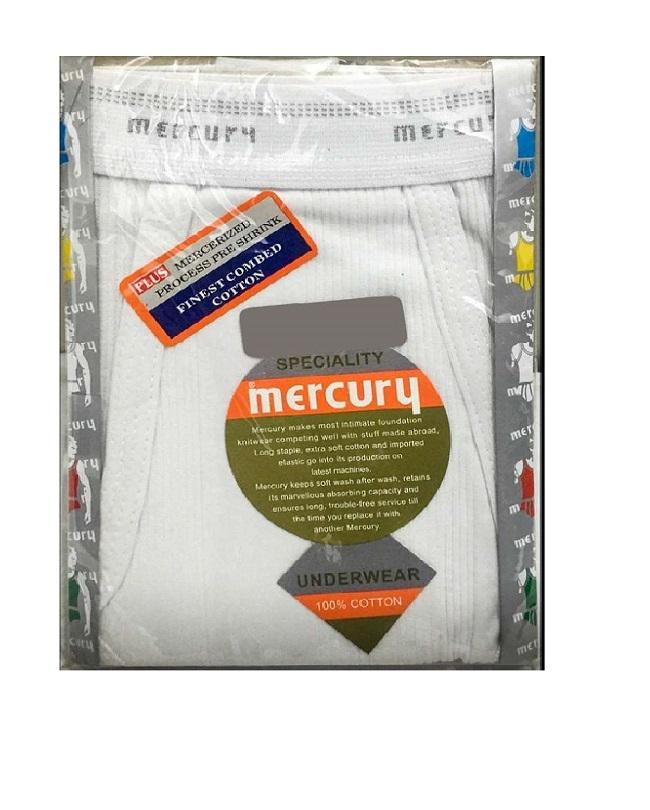 mercury
mercury
PLUS MERCERIZED
PROCESS PRE SHRINK
FINEST COMBED
COTTON
SPECIALITY
® mercury
Mercury makes most intimate foundation
knitwear competing well with stuff made abroad,
Long staple, extra soft cotton and imported
elastic go into its production on
latest machines.
Mercury keeps soft wash after wash, retains
its marvellous absorbing capacity and
ensures long, trouble-free service till
the time you replace it with
another Mercury
UNDERWEAR
100% COTTON